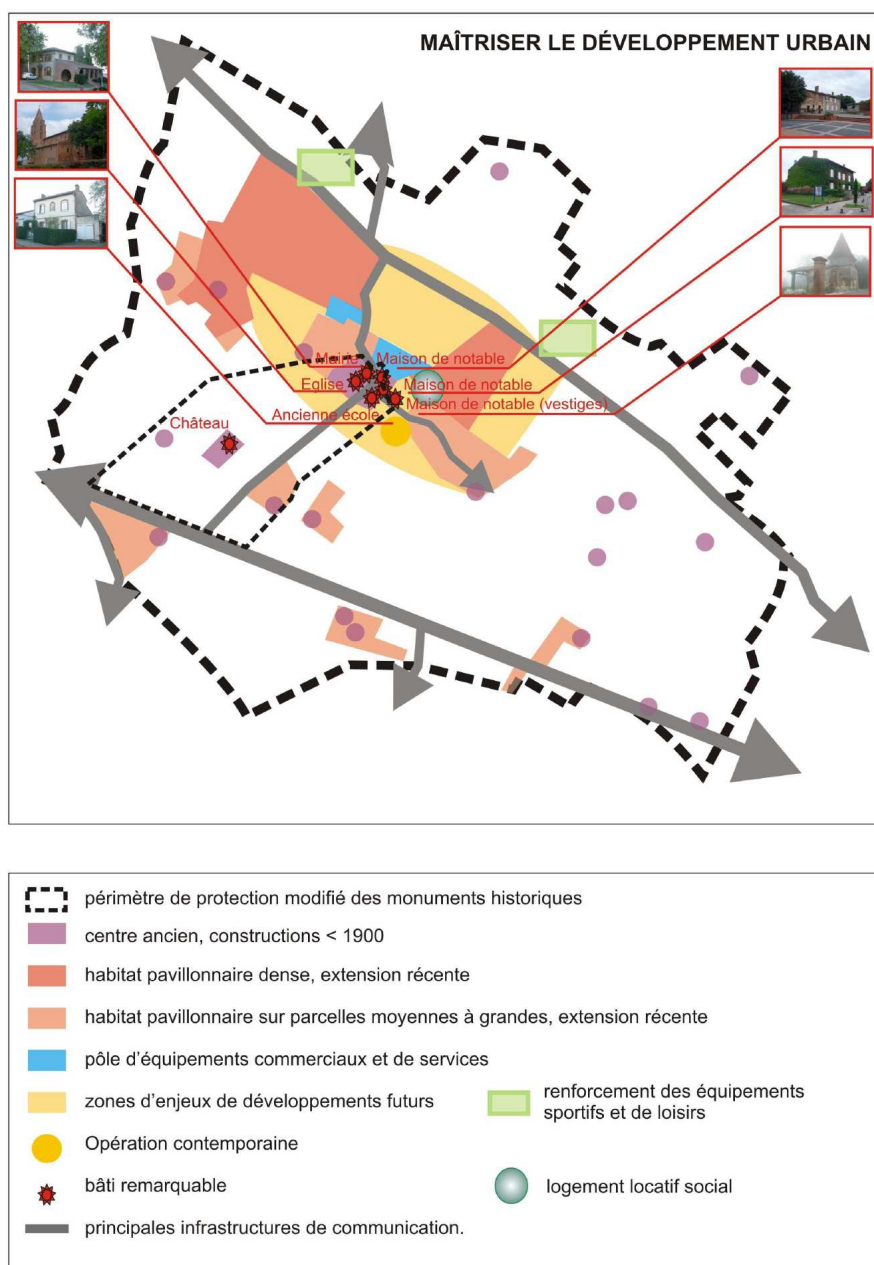 MAÎTRISER LE DÉVELOPPEMENT URBAIN
Mairie
Maison de notable
Eglise
Maison de notable
Maison de notable (vestiges)
Ancienne école
Château
périmètre de protection modifié des monuments historiques
centre ancien, constructions < 1900
habitat pavillonnaire dense, extension récente
habitat pavillonnaire sur parcelles moyennes à grandes, extension récente
pôle d'équipements commerciaux et de services
zones d'enjeux de développements futurs
renforcement des équipements
sportifs et de loisirs
Opération contemporaine
bâti remarquable
logement locatif social
principales infrastructures de communication.